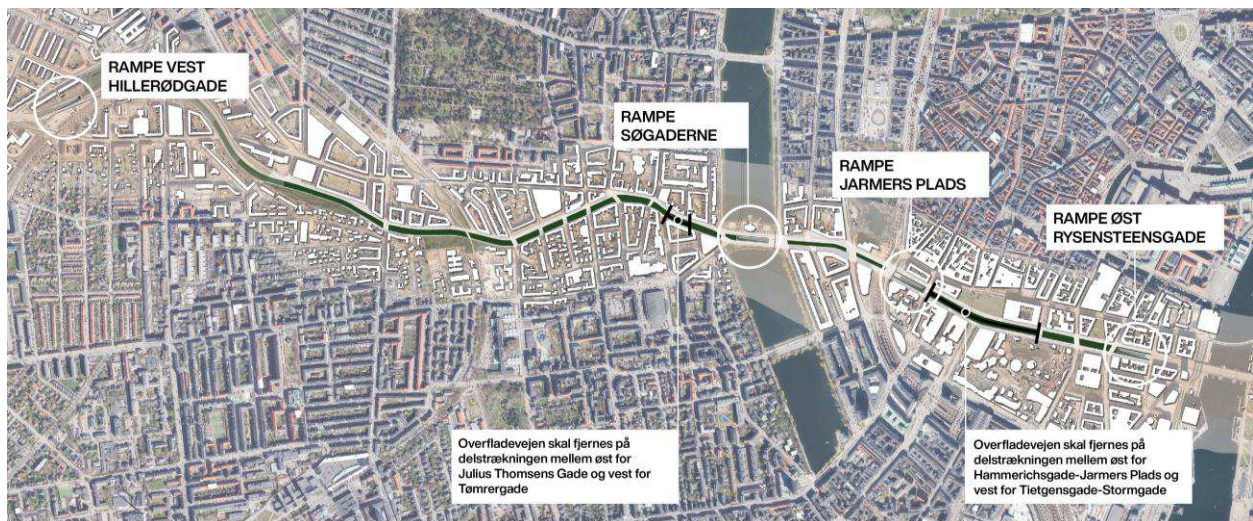 RAMPE VEST
HILLERØDGADE
RAMPE
SØGADERNE
RAMPE
JARMERS PLADS
RAMPE ØST
RYSENSTEENSGADE
Overfladevejen skal fjernes på
delstrækningen mellem øst for
Julius Thomsens Gade og vest for
Tømrergade
Overfladevejen skal fjernes på
delstrækningen mellem øst for
Hammerichsgade-Jarmers Plads og
vest for Tietgensgade-Stormgade